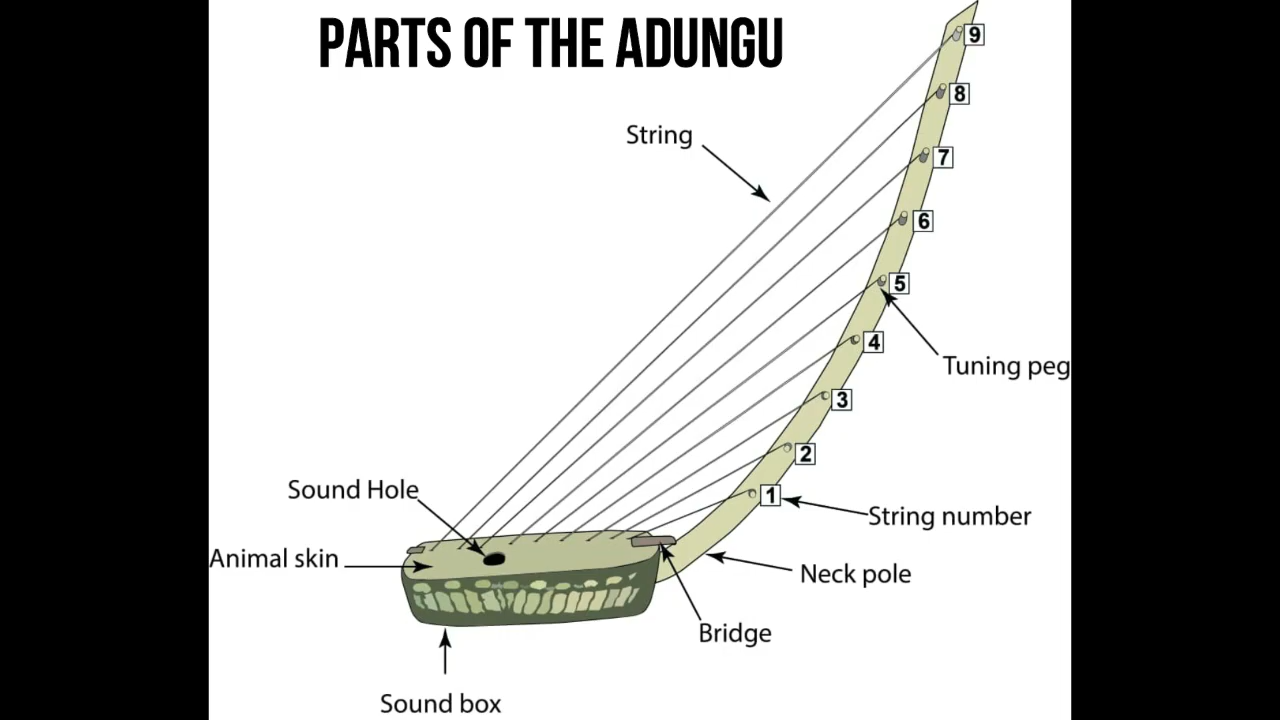 PARTS OF THE ADUNGU
9
8
String
7
6
5
4
Tuning peg
3
2
Sound Hole
1
String number
Animal skin
Neck pole
Bridge
Sound box